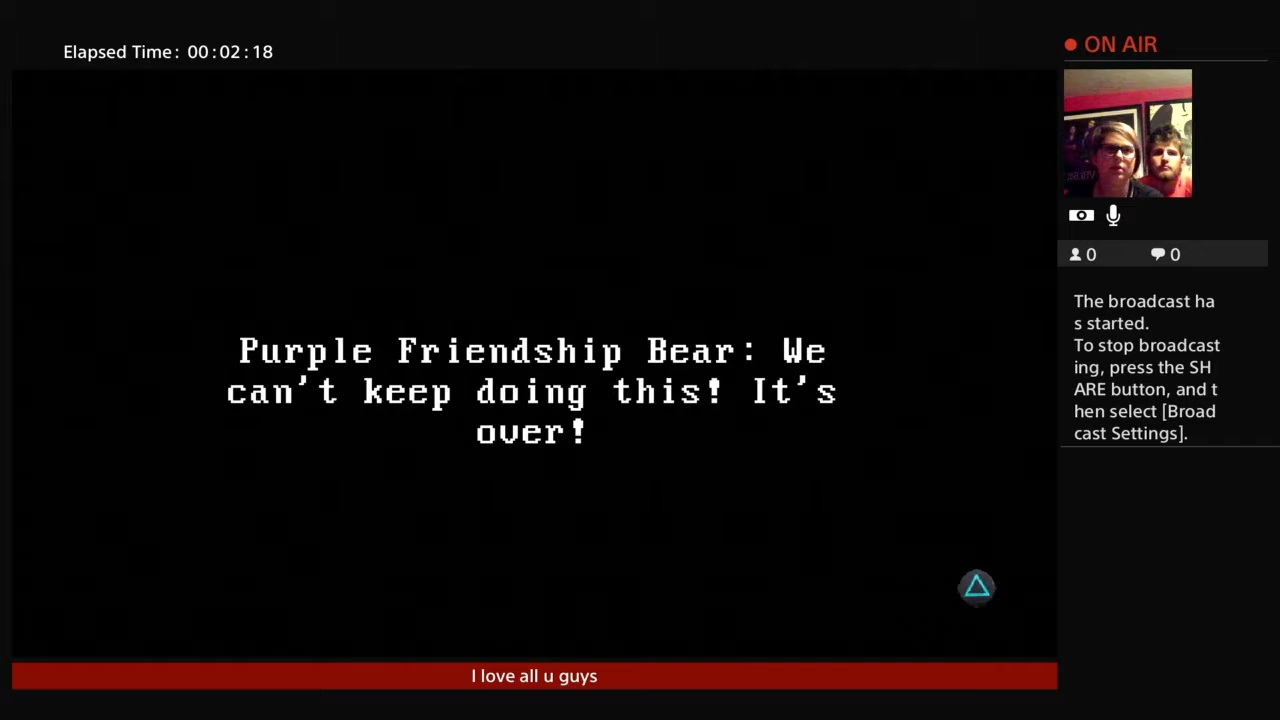 Elapsed Time: 00:02:18
ON AIR
0 0
Purple Friendship Bear: We
can't keep doing this! It's
over!
The broadcast ha
s started.
To stop broadcast
ing, press the SH
ARE button, and t
hen select [Broad
cast Settings].
I love all u guys